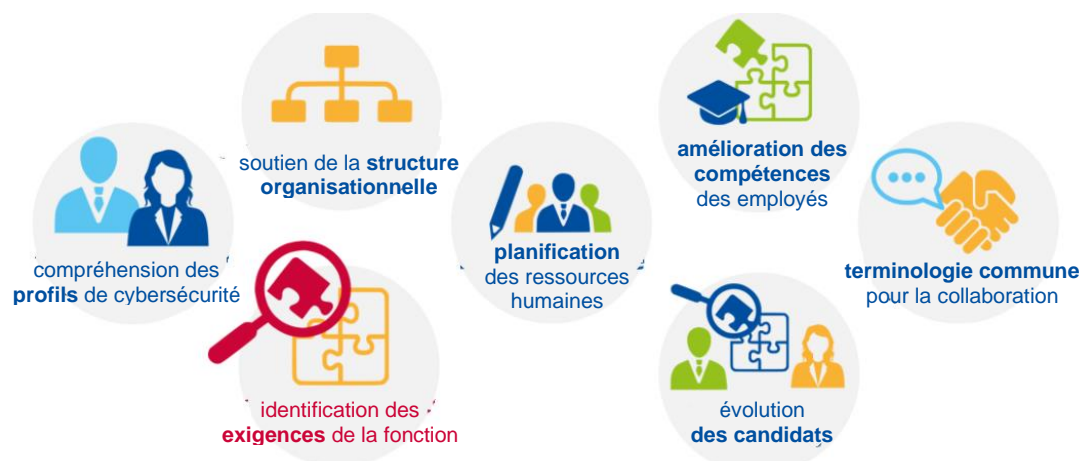 soutien de la structure
organisationnelle
amélioration des
compétences
des employés
compréhension des
profils de cybersécurité
planification
des ressources
humaines
terminologie commune
pour la collaboration
identification des
exigences de la fonction
évolution
des candidats